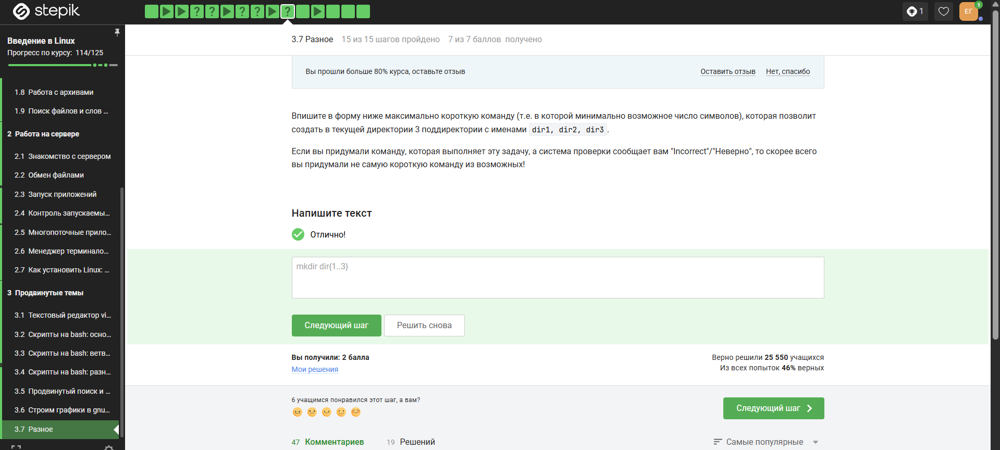 stepik
? ? ? ? ?
1
ЕГ
1
Введение в Linux
Прогресс по курсу: 114/125
1.8 Работа с архивами
1.9 Поиск файлов и слов ...
2 Работа на сервере
2.1 Знакомство с сервером
2.2 Обмен файлами
2.3 Запуск приложений
2.4 Контроль запускаемы...
2.5 Многопоточные прило...
2.6 Менеджер терминало...
2.7 Как установить Linux: ...
3 Продвинутые темы
3.1 Текстовый редактор vi...
3.2 Скрипты на bash: осно...
3.3 Скрипты на bash: ветв...
3.4 Скрипты на bash: разн...
3.5 Продвинутый поиск и ...
3.6 Строим графики в gnu...
3.7 Разное
3.7 Разное 15 из 15 шагов пройдено 7 из 7 баллов получено
Вы прошли больше 80% курса, оставьте отзыв Оставить отзыв Нет, спасибо
Впишите в форму ниже максимально короткую команду (т.е. в которой минимально возможное число символов), которая позволит
создать в текущей директории 3 поддиректории с именами dir1, dir2, dir3.
Если вы придумали команду, которая выполняет эту задачу, а система проверки сообщает вам "Incorrect"/"Неверно", то скорее всего
вы придумали не самую короткую команду из возможных!
Напишите текст
Отлично!
mkdir dir{1..3}
Следующий шаг Решить снова
Вы получили: 2 балла
Мои решения
Верно решили 25 550 учащихся
Из всех попыток 46% верных
6 учащимся понравился этот шаг, а вам?
Следующий шаг
47 Комментариев 19 Решений Самые популярные